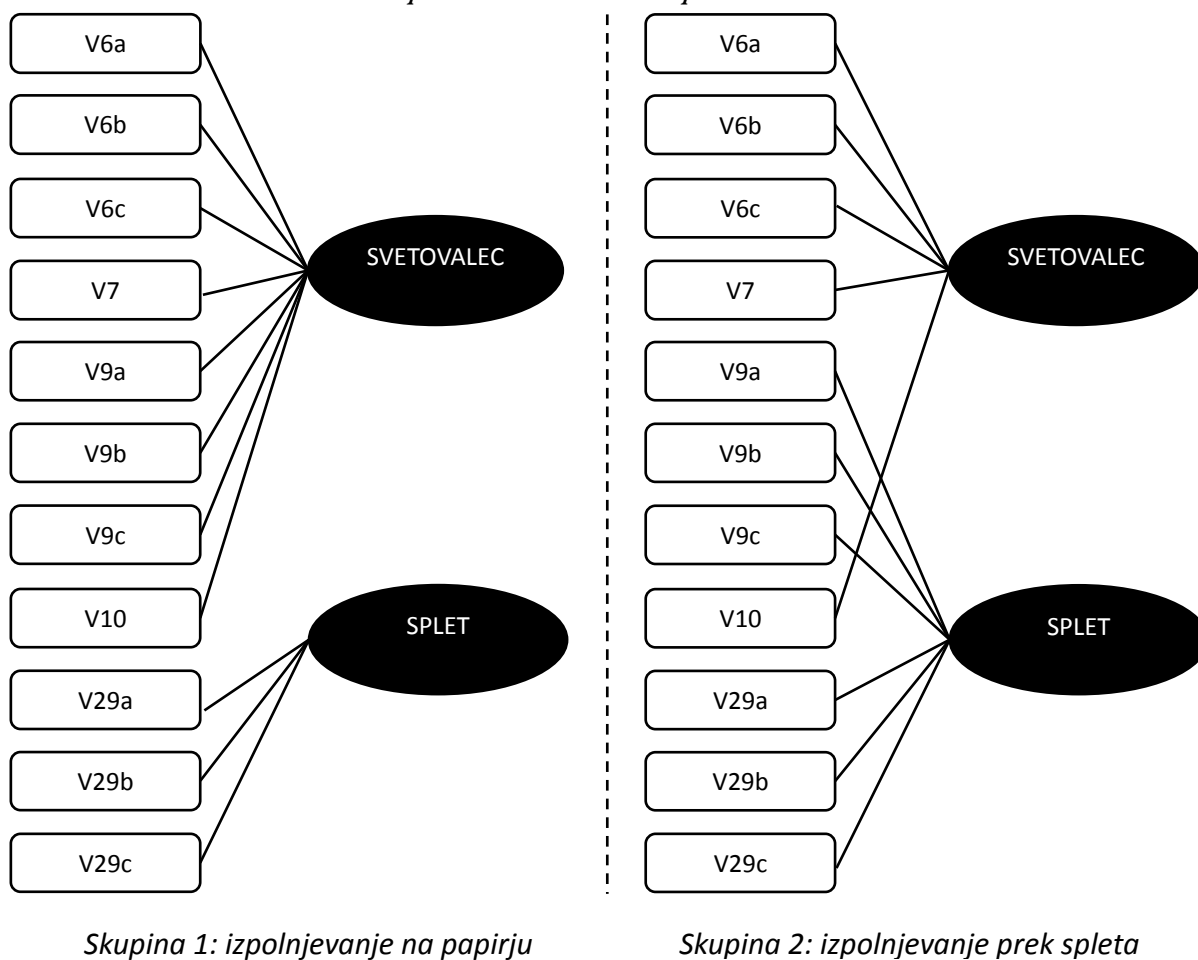 V6a
V6b
V6c
V7
V9a
V9b
V9c
V10
V29a
V29b
V29c
SVETOVALEC
SPLET
Skupina 1: izpolnjevanje na papirju
V6a
V6b
V6c
V7
V9a
V9b
V9c
V10
V29a
V29b
V29c
SVETOVALEC
SPLET
Skupina 2: izpolnjevanje prek spleta